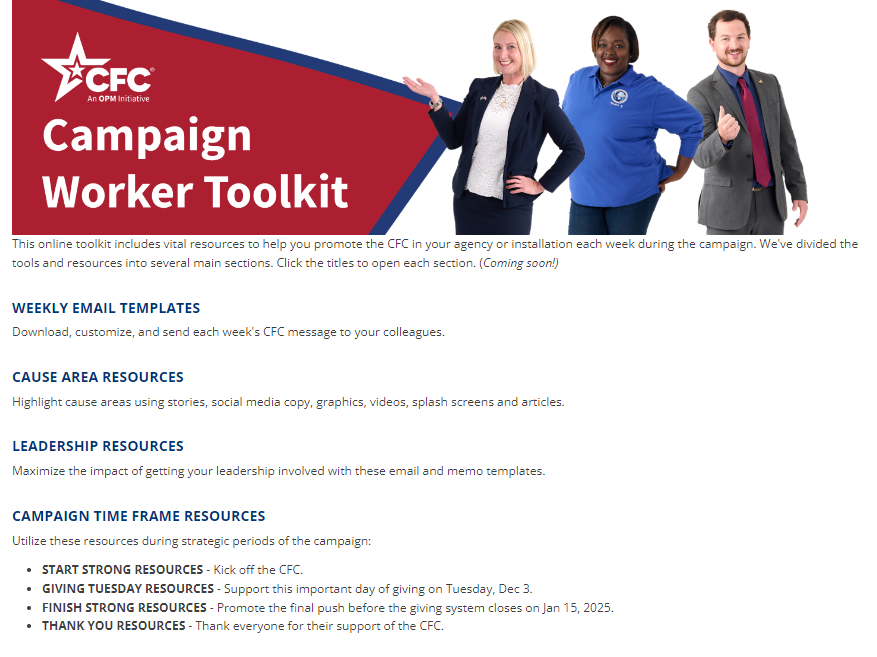 CFC®
An OPM Initiative
Campaign
Worker Toolkit
This online toolkit includes vital resources to help you promote the CFC in your agency or installation each week during the campaign. We've divided the
tools and resources into several main sections. Click the titles to open each section. (Coming soon!)
WEEKLY EMAIL TEMPLATES
Download, customize, and send each week's CFC message to your colleagues.
CAUSE AREA RESOURCES
Highlight cause areas using stories, social media copy, graphics, videos, splash screens and articles.
LEADERSHIP RESOURCES
Maximize the impact of getting your leadership involved with these email and memo templates.
CAMPAIGN TIME FRAME RESOURCES
Utilize these resources during strategic periods of the campaign:
• START STRONG RESOURCES - Kick off the CFC.
• GIVING TUESDAY RESOURCES - Support this important day of giving on Tuesday, Dec 3.
• FINISH STRONG RESOURCES - Promote the final push before the giving system closes on Jan 15, 2025.
• THANK YOU RESOURCES - Thank everyone for their support of the CFC.